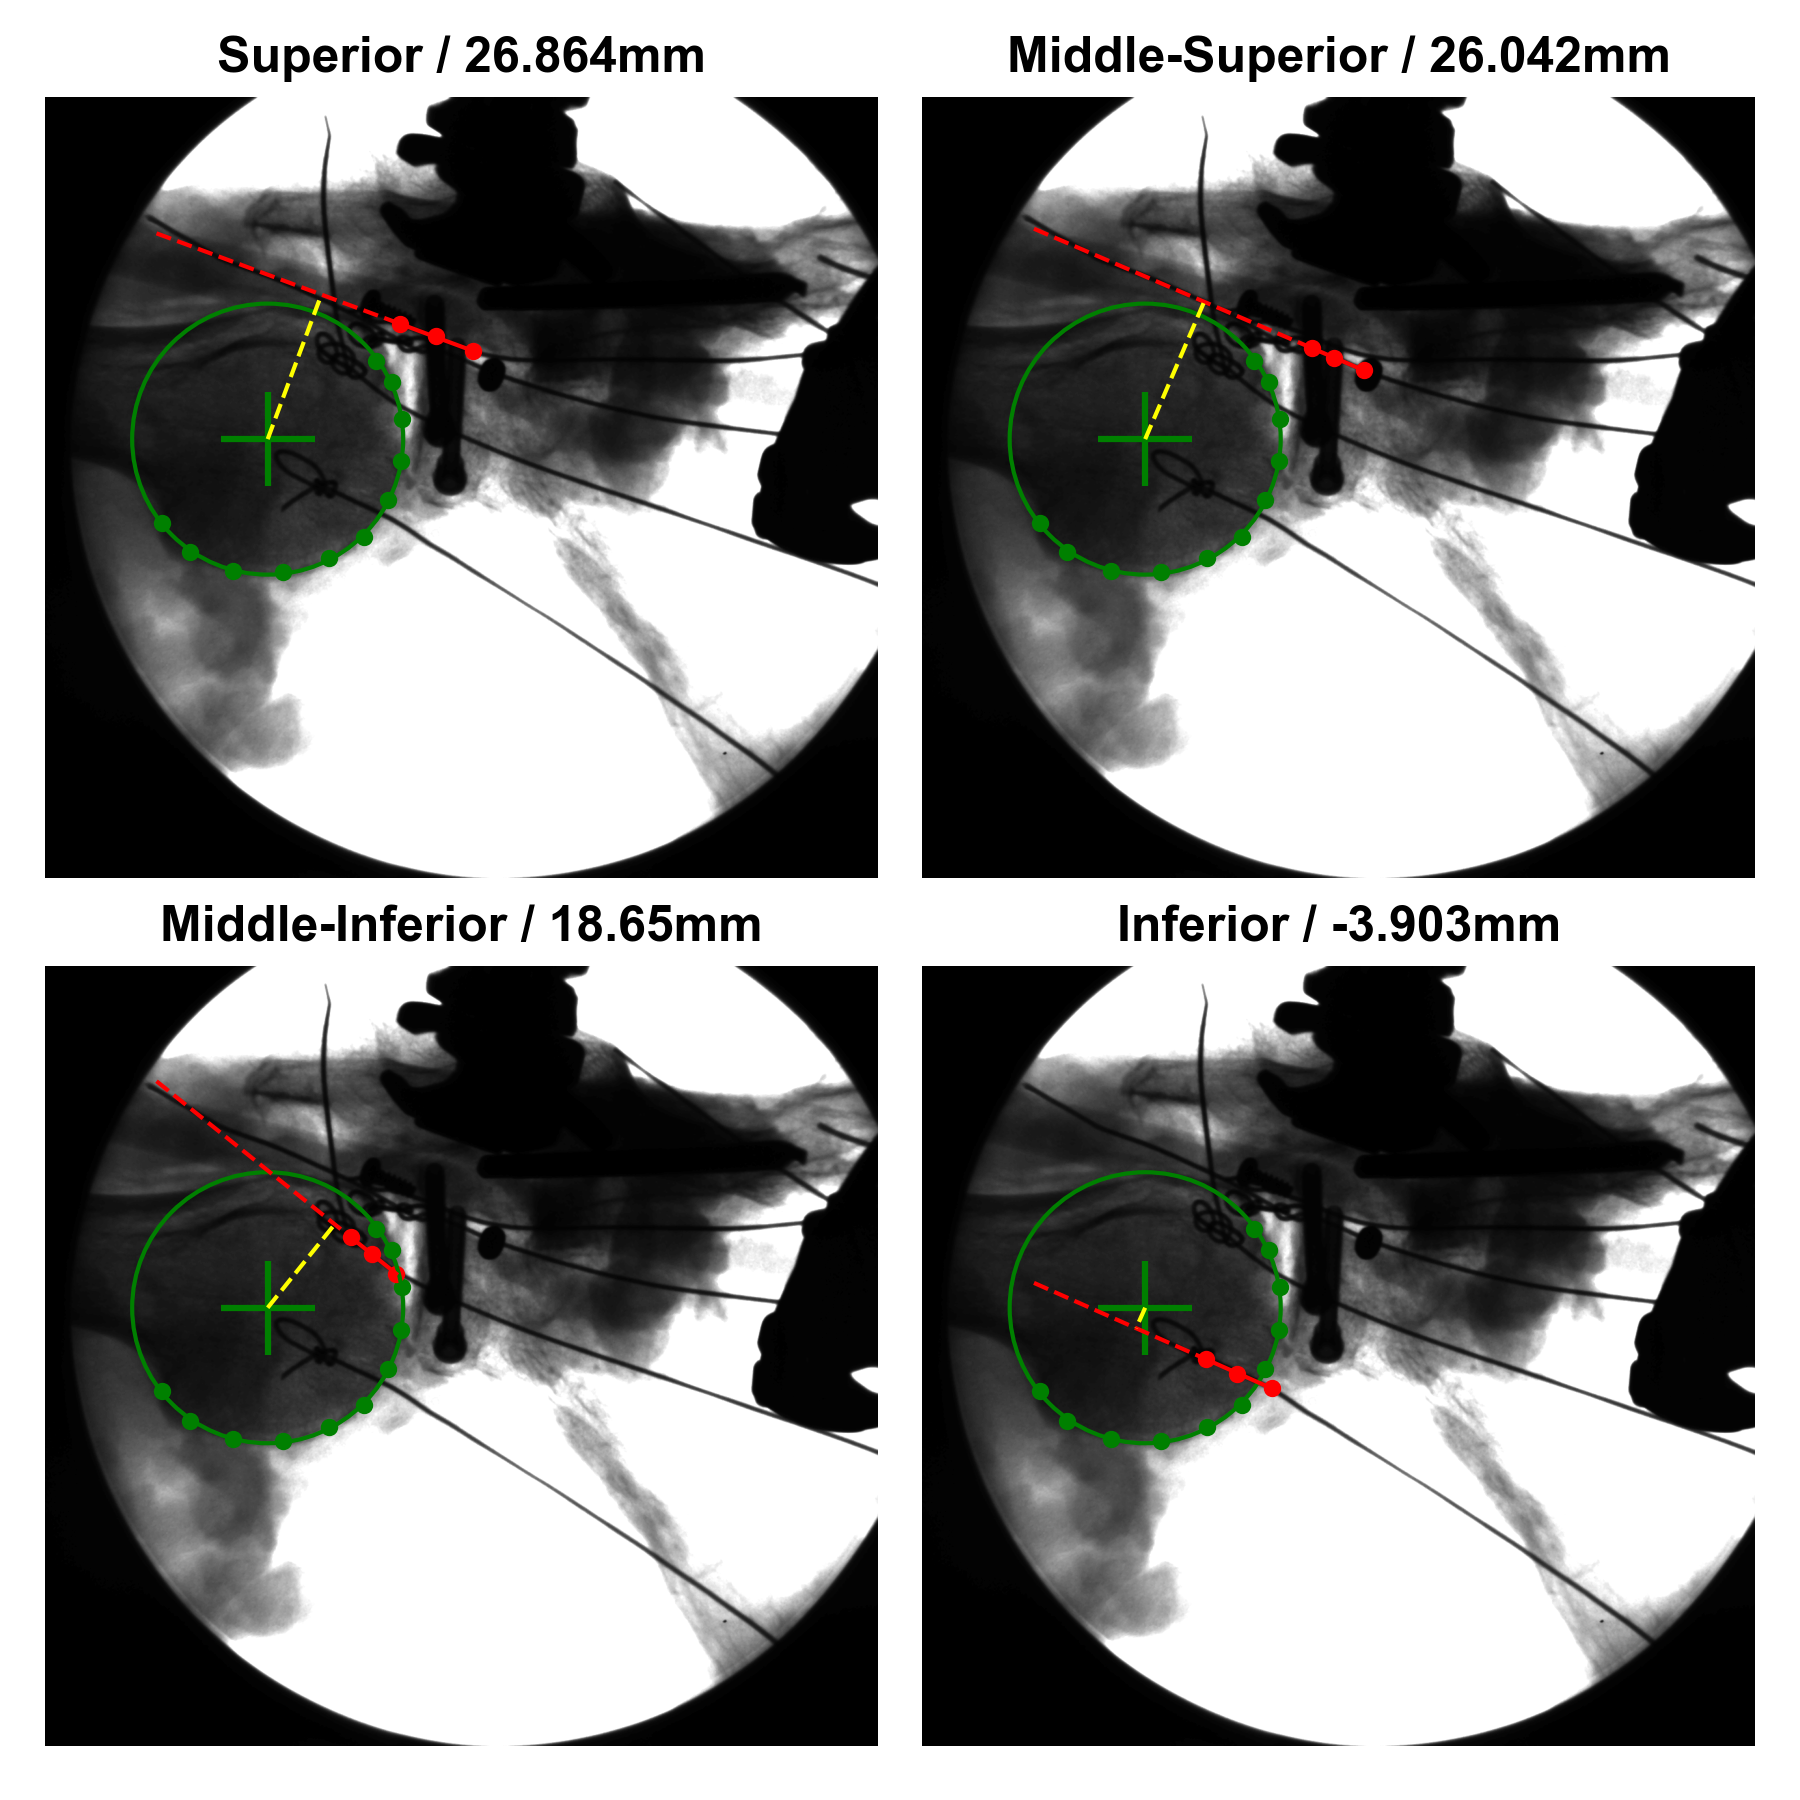 Superior / 26.864mm
Middle-Superior / 26.042mm
Middle-Inferior / 18.65mm
Inferior / -3.903mm